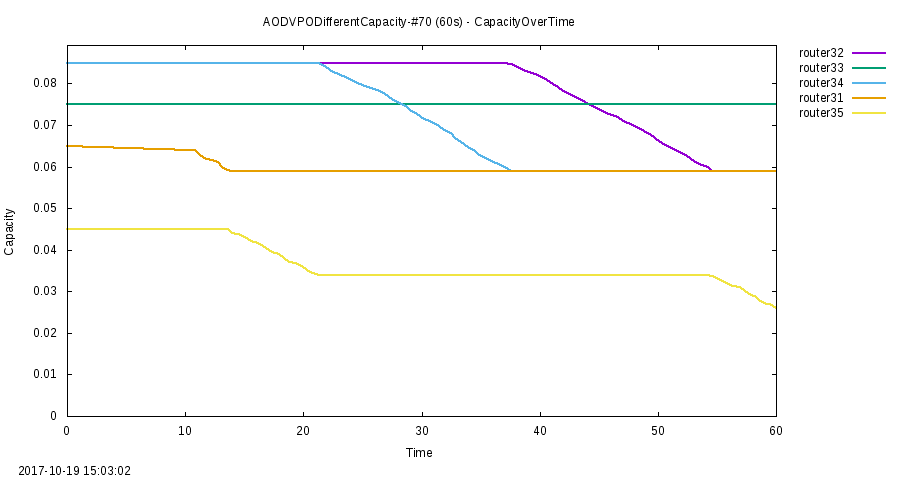 AODVPODifferentCapacity-#70 (60s) - CapacityOverTime
router32
router33
router34
router31
router35
0.08
0.07
0.06
0.05
0.04
0.03
0.02
0.01
0
Capacity
0 10 20 30 40 50 60
Time
2017-10-19 15:03:02